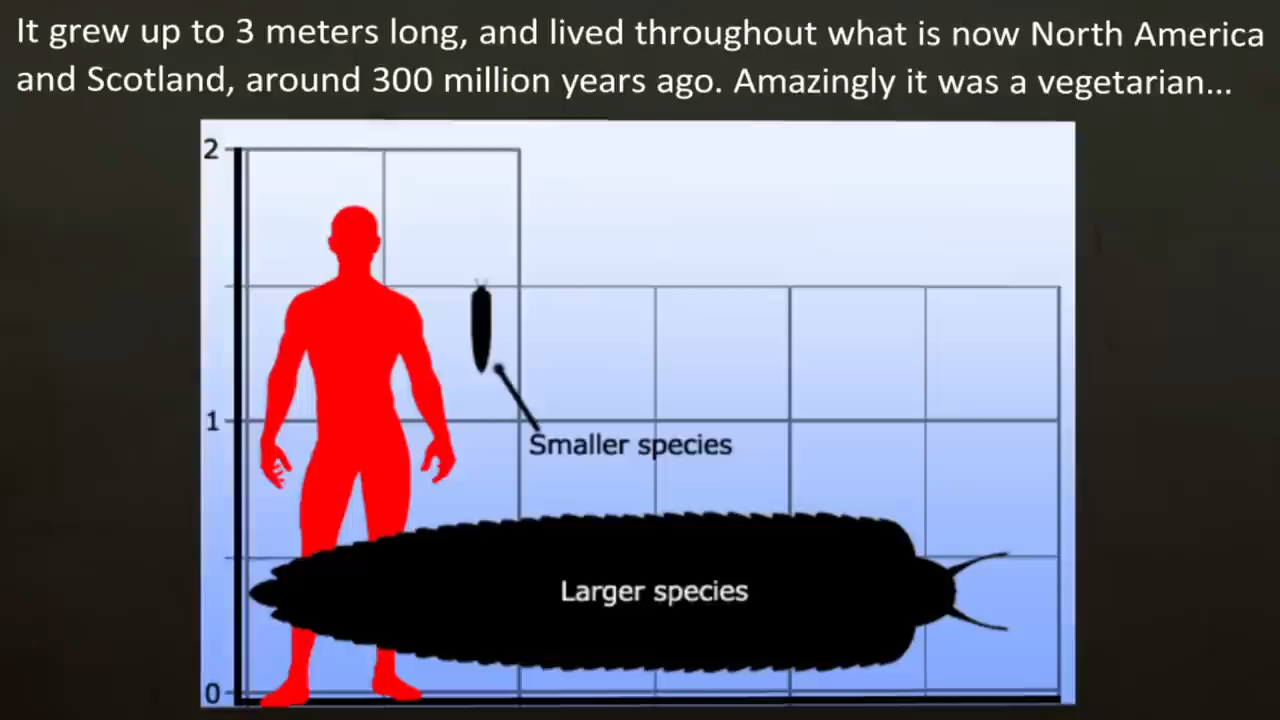 It grew up to 3 meters long, and lived throughout what is now North America
and Scotland, around 300 million years ago. Amazingly it was a vegetarian...
2
1
Smaller species
Larger species
0